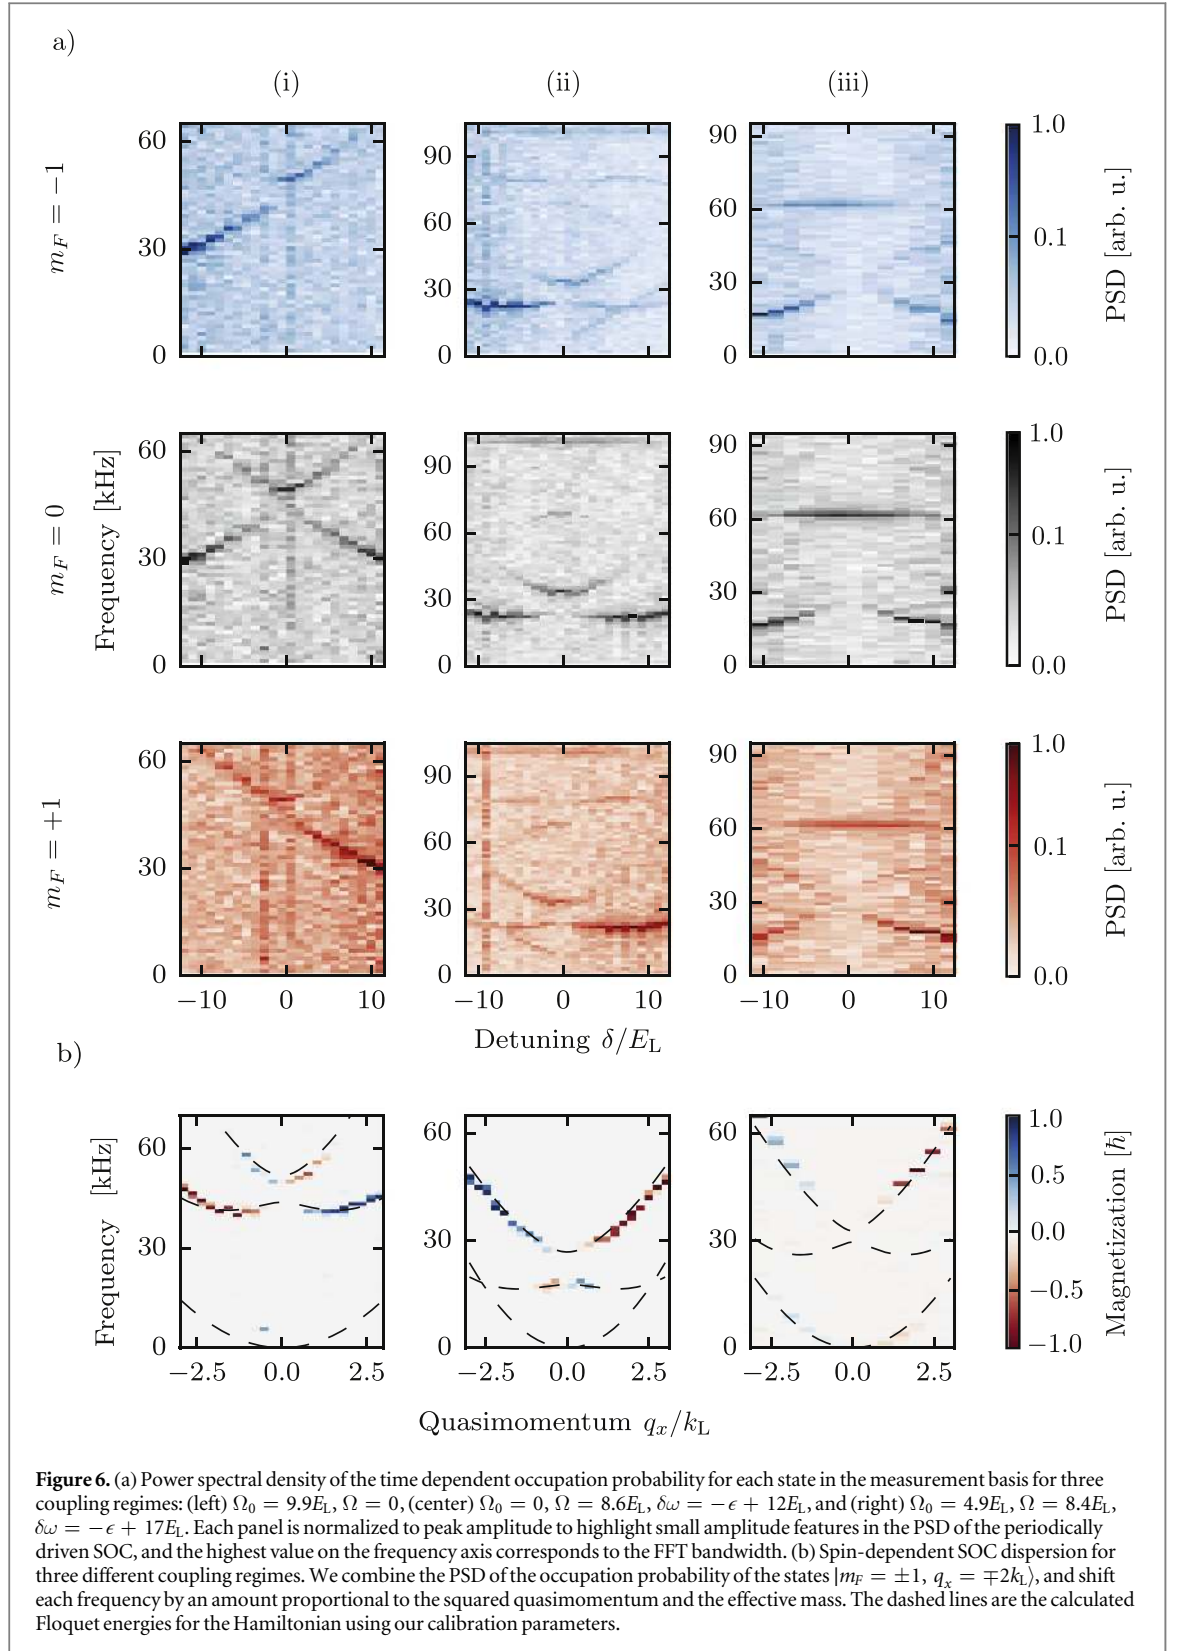 a)
(i) (ii) (iii)
m_F = −1
60
30
0
90
60
30
0
90
60
30
0
1.0
0.1
0.0
PSD [arb. u.]
m_F = 0
Frequency [kHz]
60
30
0
90
60
30
0
90
60
30
0
1.0
0.1
0.0
PSD [arb. u.]
m_F = +1
60
30
0
90
60
30
0
90
60
30
0
1.0
0.1
0.0
PSD [arb. u.]
−10 0 10 −10 0 10 −10 0 10
Detuning δ/E_L
b)
Frequency [kHz]
60
30
0
60
30
0
60
30
0
1.0
0.5
0.0
−0.5
−1.0
Magnetization [ħ]
−2.5 0.0 2.5 −2.5 0.0 2.5 −2.5 0.0 2.5
Quasimomentum q_x/k_L
Figure 6. (a) Power spectral density of the time dependent occupation probability for each state in the measurement basis for three
coupling regimes: (left) Ω₀ = 9.9E_L, Ω = 0, (center) Ω₀ = 0, Ω = 8.6E_L, δω = −ϵ + 12E_L, and (right) Ω₀ = 4.9E_L, Ω = 8.4E_L,
δω = −ϵ + 17E_L. Each panel is normalized to peak amplitude to highlight small amplitude features in the PSD of the periodically
driven SOC, and the highest value on the frequency axis corresponds to the FFT bandwidth. (b) Spin-dependent SOC dispersion for
three different coupling regimes. We combine the PSD of the occupation probability of the states |m_F = ±1, q_x = ∓2k_L⟩, and shift
each frequency by an amount proportional to the squared quasimomentum and the effective mass. The dashed lines are the calculated
Floquet energies for the Hamiltonian using our calibration parameters.